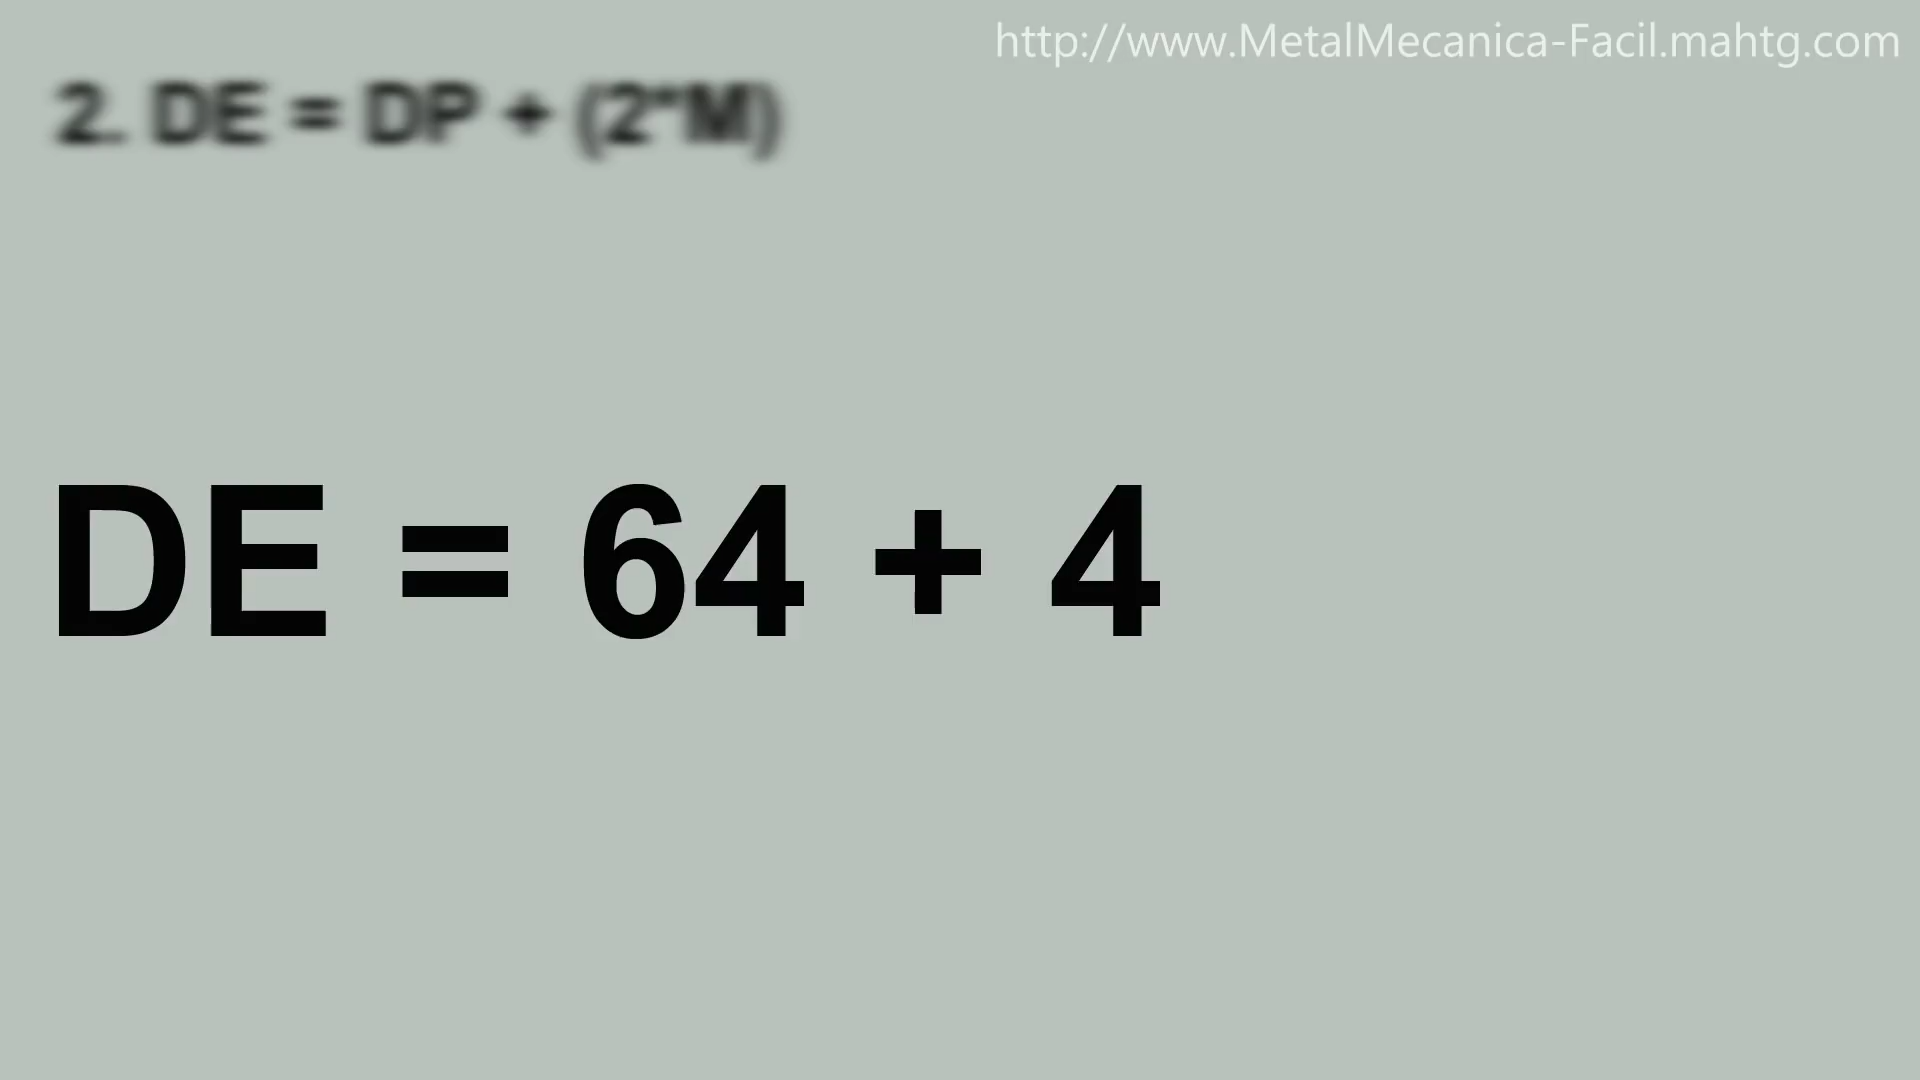 http://www.MetalMecanica-Facil.mahtg.com
2. DE = DP + (2*M)
DE = 64 + 4